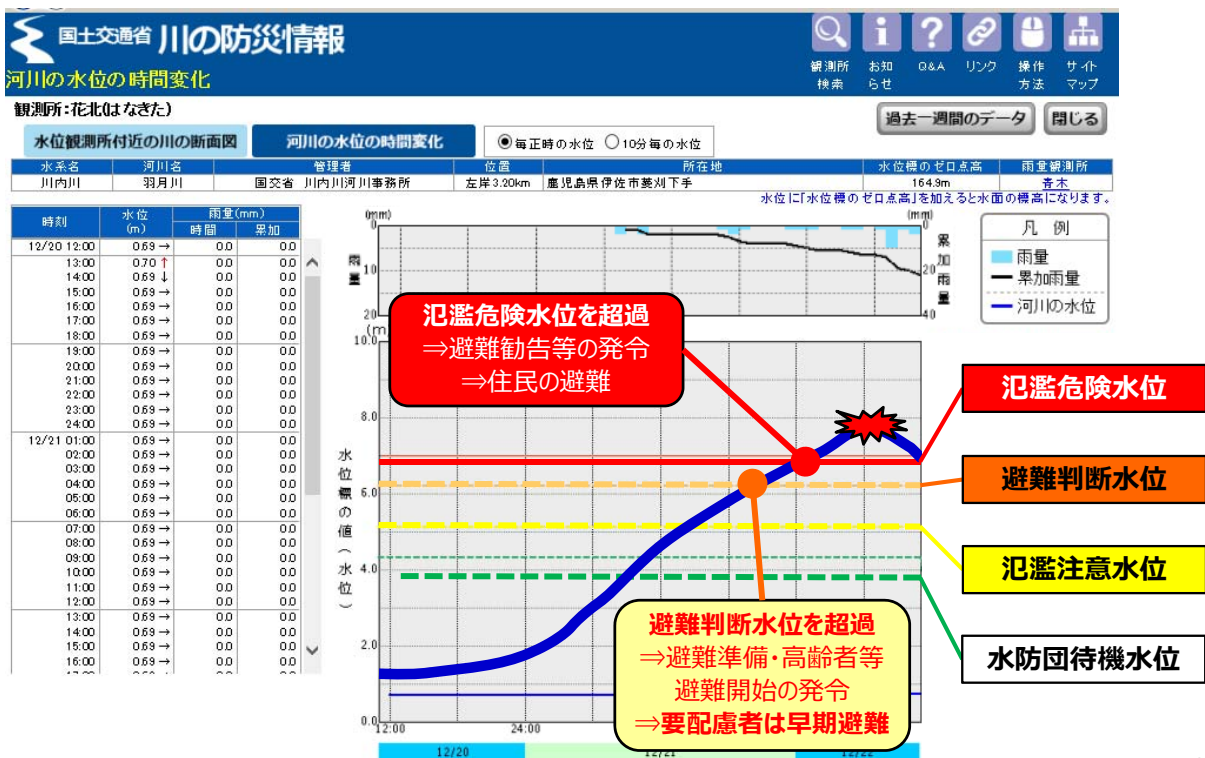 国土交通省 川の防災情報
観測所検索
お知らせ
Q&A
リンク
操作方法
サイトマップ
河川の水位の時間変化
観測所:花北(はなきた)
過去一週間のデータ
閉じる
水位観測所付近の川の断面図
河川の水位の時間変化
毎正時の水位 10分毎の水位
水系名 河川名 管理者 位置 所在地 水位標のゼロ点高 雨量観測所
川内川 羽月川 国交省 川内川河川事務所 左岸3.20km 鹿児島県伊佐市菱刈下手 164.9m 青木
水位に「水位標のゼロ点高」を加えると水面の標高になります。
時刻 水位(m) 雨量(mm)
時間 累加
12/20 12:00 0.69→ 0.0 0.0
13:00 0.70↑ 0.0 0.0
14:00 0.69↓ 0.0 0.0
15:00 0.69→ 0.0 0.0
16:00 0.69→ 0.0 0.0
17:00 0.69→ 0.0 0.0
18:00 0.69→ 0.0 0.0
19:00 0.69→ 0.0 0.0
20:00 0.69→ 0.0 0.0
21:00 0.69→ 0.0 0.0
22:00 0.69→ 0.0 0.0
23:00 0.69→ 0.0 0.0
24:00 0.69→ 0.0 0.0
12/21 01:00 0.69→ 0.0 0.0
02:00 0.69→ 0.0 0.0
03:00 0.69→ 0.0 0.0
04:00 0.69→ 0.0 0.0
05:00 0.69→ 0.0 0.0
06:00 0.69→ 0.0 0.0
07:00 0.69→ 0.0 0.0
08:00 0.69→ 0.0 0.0
09:00 0.69→ 0.0 0.0
10:00 0.69→ 0.0 0.0
11:00 0.69→ 0.0 0.0
12:00 0.69→ 0.0 0.0
13:00 0.69→ 0.0 0.0
14:00 0.69→ 0.0 0.0
15:00 0.69→ 0.0 0.0
16:00 0.69→ 0.0 0.0
(mm)
0
10
20
雨量
(mm)
0
20
40
累加雨量
凡 例
雨量
累加雨量
河川の水位
(m
10.0
8.0
6.0
4.0
2.0
0.0
水位標の値(水位)
12:00 24:00
12/20 12/21 12/22
氾濫危険水位を超過
⇒避難勧告等の発令
⇒住民の避難
氾濫危険水位
避難判断水位
氾濫注意水位
水防団待機水位
避難判断水位を超過
⇒避難準備・高齢者等
避難開始の発令
⇒要配慮者は早期避難